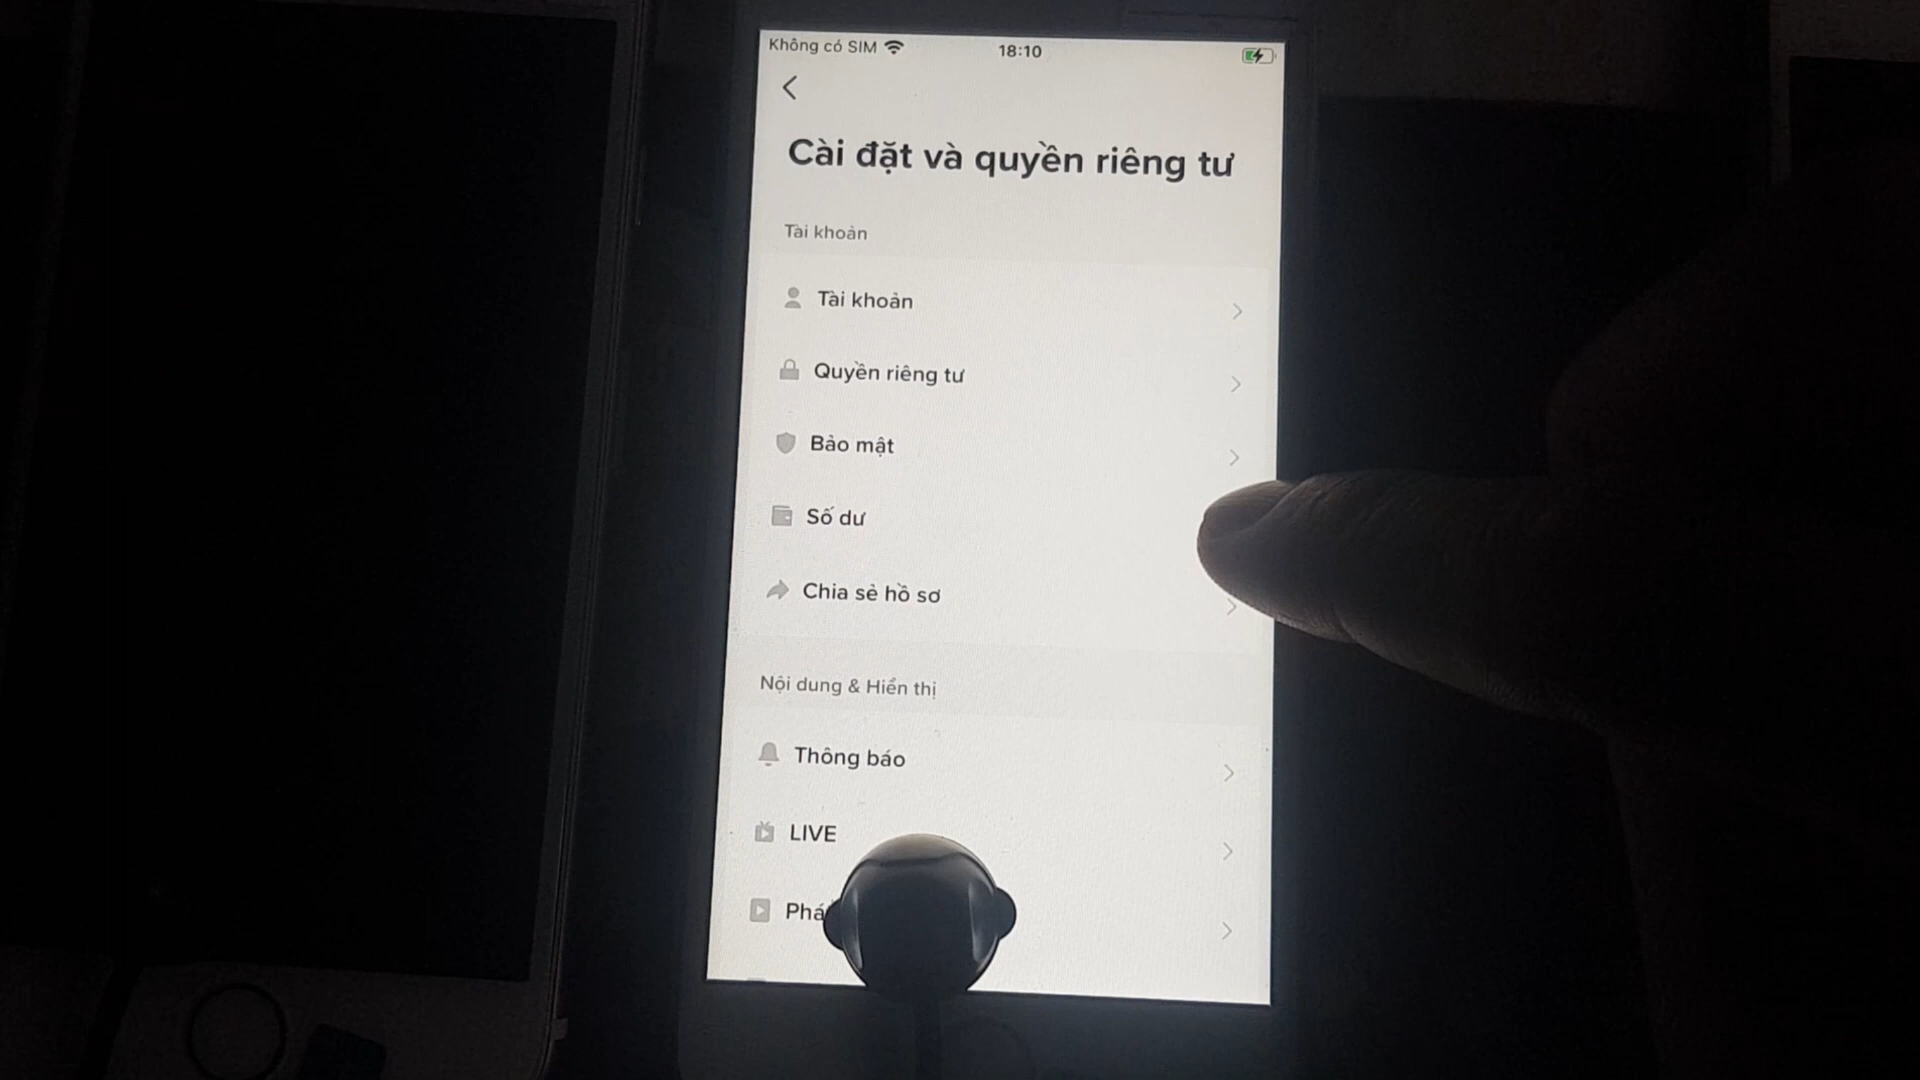 Không có SIM
18:10
Cài đặt và quyền riêng tư
Tài khoản
Tài khoản
Quyền riêng tư
Bảo mật
Số dư
Chia sẻ hồ sơ
Nội dung & Hiển thị
Thông báo
LIVE